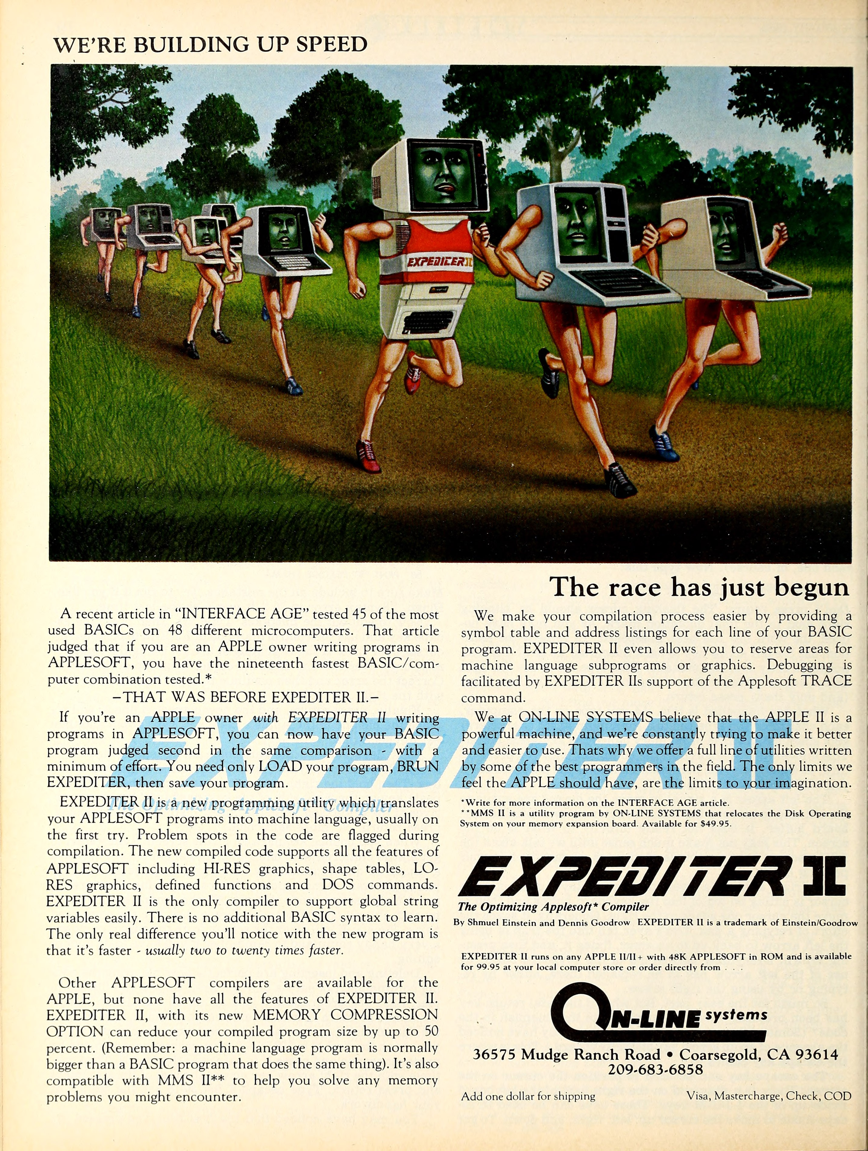 WE'RE BUILDING UP SPEED
EXPEDITER II
The race has just begun
A recent article in "INTERFACE AGE" tested 45 of the most
used BASICs on 48 different microcomputers. That article
judged that if you are an APPLE owner writing programs in
APPLESOFT, you have the nineteenth fastest BASIC/com-
puter combination tested.*
—THAT WAS BEFORE EXPEDITER II.—
If you're an APPLE owner with EXPEDITER II writing
programs in APPLESOFT, you can now have your BASIC
program judged second in the same comparison - with a
minimum of effort. You need only LOAD your program, BRUN
EXPEDITER, then save your program.
EXPEDITER II is a new programming utility which translates
your APPLESOFT programs into machine language, usually on
the first try. Problem spots in the code are flagged during
compilation. The new compiled code supports all the features of
APPLESOFT including HI-RES graphics, shape tables, LO-
RES graphics, defined functions and DOS commands.
EXPEDITER II is the only compiler to support global string
variables easily. There is no additional BASIC syntax to learn.
The only real difference you'll notice with the new program is
that it's faster - usually two to twenty times faster.
Other APPLESOFT compilers are available for the
APPLE, but none have all the features of EXPEDITER II.
EXPEDITER II, with its new MEMORY COMPRESSION
OPTION can reduce your compiled program size by up to 50
percent. (Remember: a machine language program is normally
bigger than a BASIC program that does the same thing). It's also
compatible with MMS II** to help you solve any memory
problems you might encounter.
We make your compilation process easier by providing a
symbol table and address listings for each line of your BASIC
program. EXPEDITER II even allows you to reserve areas for
machine language subprograms or graphics. Debugging is
facilitated by EXPEDITER IIs support of the Applesoft TRACE
command.
We at ON-LINE SYSTEMS believe that the APPLE II is a
powerful machine, and we're constantly trying to make it better
and easier to use. Thats why we offer a full line of utilities written
by some of the best programmers in the field. The only limits we
feel the APPLE should have, are the limits to your imagination.
*Write for more information on the INTERFACE AGE article.
**MMS II is a utility program by ON-LINE SYSTEMS that relocates the Disk Operating
System on your memory expansion board. Available for $49.95.
EXPEDITER II
The Optimizing Applesoft* Compiler
EXPEDITER II
The Optimizing Applesoft* Compiler
By Shmuel Einstein and Dennis Goodrow EXPEDITER II is a trademark of Einstein/Goodrow
EXPEDITER II runs on any APPLE II/II+ with 48K APPLESOFT in ROM and is available
for 99.95 at your local computer store or order directly from . . .
ON-LINE systems
36575 Mudge Ranch Road • Coarsegold, CA 93614
209-683-6858
Add one dollar for shipping
Visa, Mastercharge, Check, COD